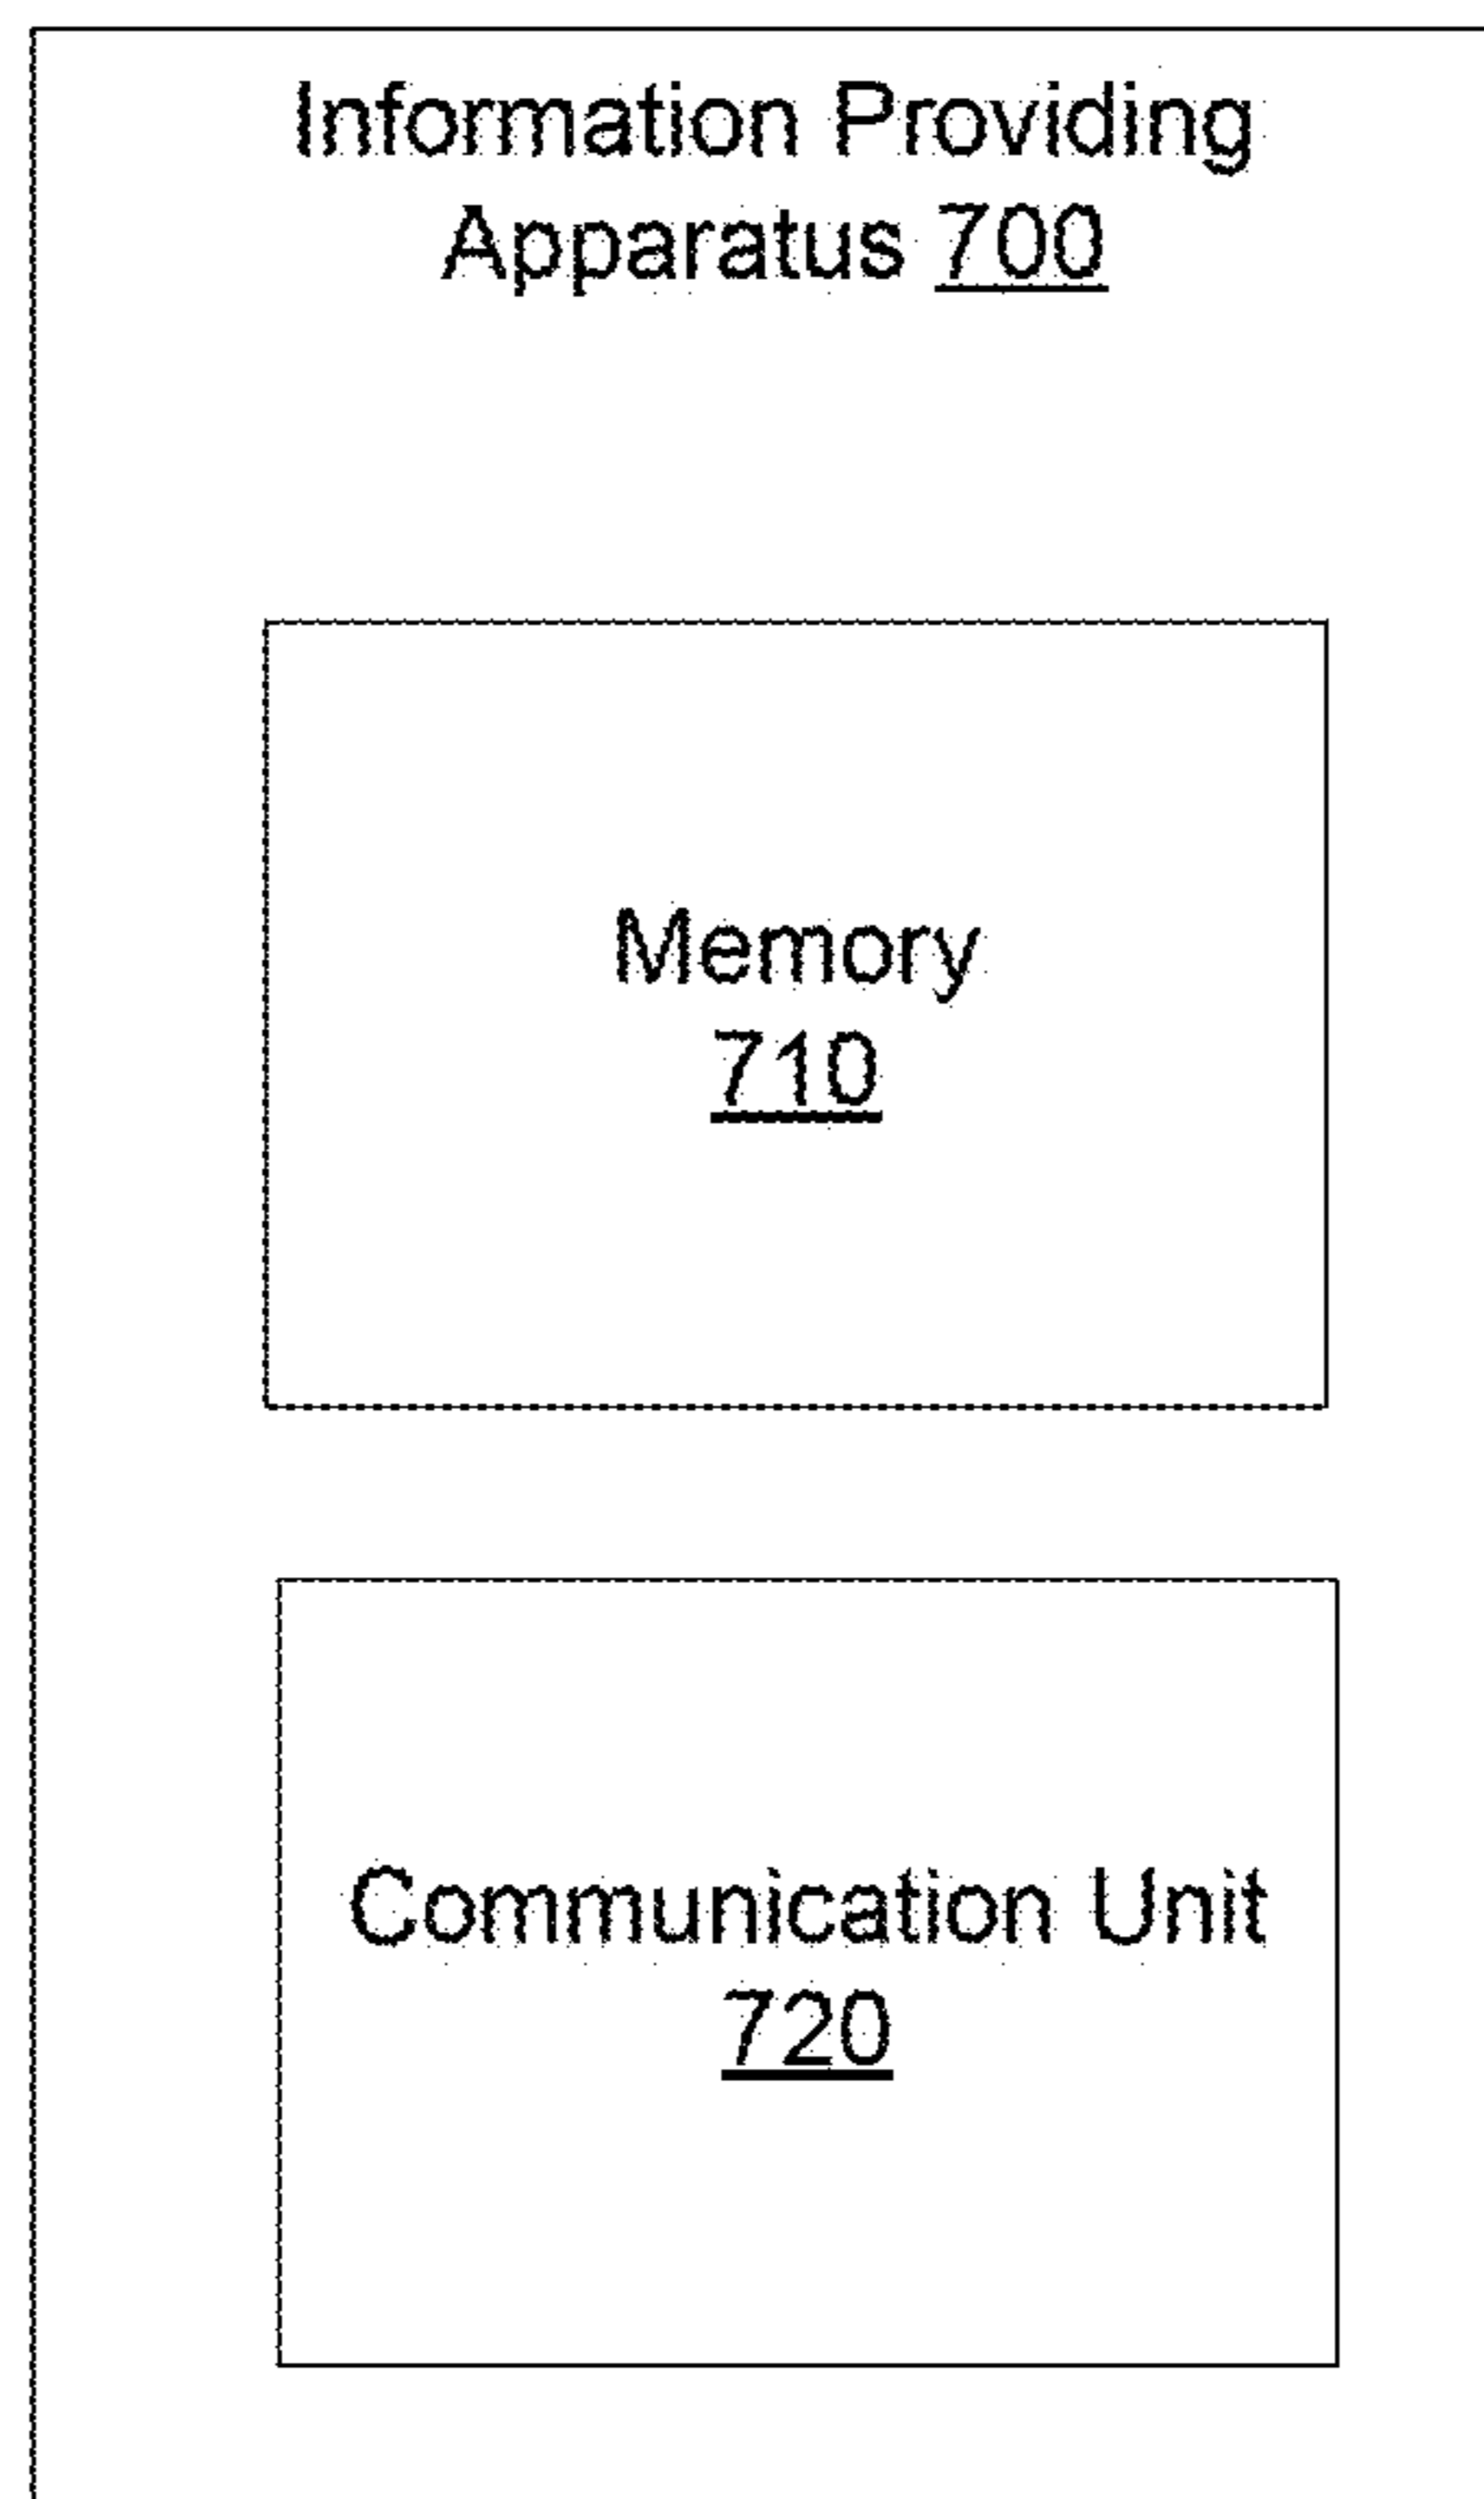 Information Providing
Apparatus 700
Memory
710
Communication Unit
720